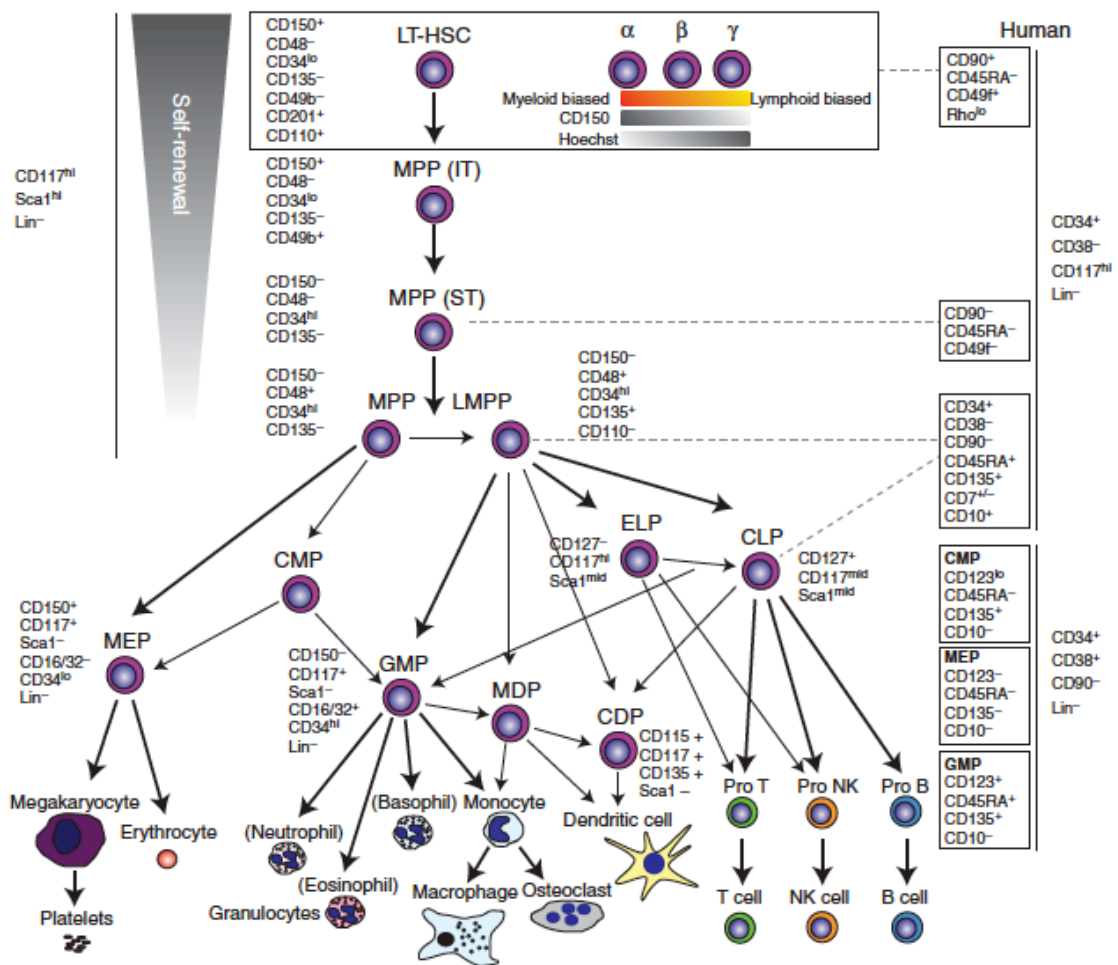 Self-renewal
CD117hi
Sca1hi
Lin–
CD150+
CD48–
CD34lo
CD135–
CD49b–
CD201+
CD110+
LT-HSC
α β γ
Myeloid biased
Lymphoid biased
CD150
Hoechst
Human
CD90+
CD45RA–
CD49f+
Rholo
CD150+
CD48–
CD34lo
CD135–
CD49b+
MPP (IT)
CD34+
CD38–
CD117hi
Lin–
CD150–
CD48–
CD34hi
CD135–
MPP (ST)
CD90–
CD45RA–
CD49f–
CD150–
CD48+
CD34hi
CD135–
MPP
LMPP
CD150–
CD48+
CD34hi
CD135+
CD110–
CD34+
CD38–
CD90–
CD45RA+
CD135+
CD7+/–
CD10+
CMP
ELP
CD127–
CD117hi
Sca1mid
CLP
CD127+
CD117mid
Sca1mid
CMP
CD123lo
CD45RA–
CD135+
CD10–
MEP
CD123–
CD45RA–
CD135–
CD10–
GMP
CD123+
CD45RA+
CD135+
CD10–
CD34+
CD38+
CD90–
Lin–
CD150+
CD117+
Sca1–
CD16/32–
CD34lo
Lin–
MEP
CD150–
CD117+
Sca1–
CD16/32+
CD34hi
Lin–
GMP
MDP
CDP
CD115 +
CD117 +
CD135 +
Sca1 –
Megakaryocyte
Erythrocyte
Platelets
(Neutrophil)
(Eosinophil)
Granulocytes
(Basophil)
Monocyte
Macrophage
Osteoclast
Dendritic cell
Pro T
Pro NK
Pro B
T cell
NK cell
B cell